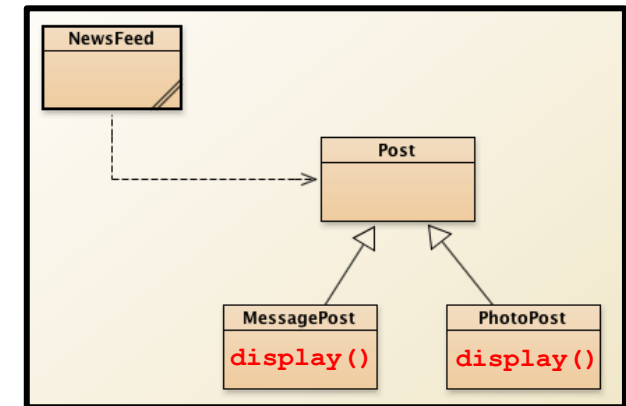 NewsFeed
Post
MessagePost
display()
PhotoPost
display()